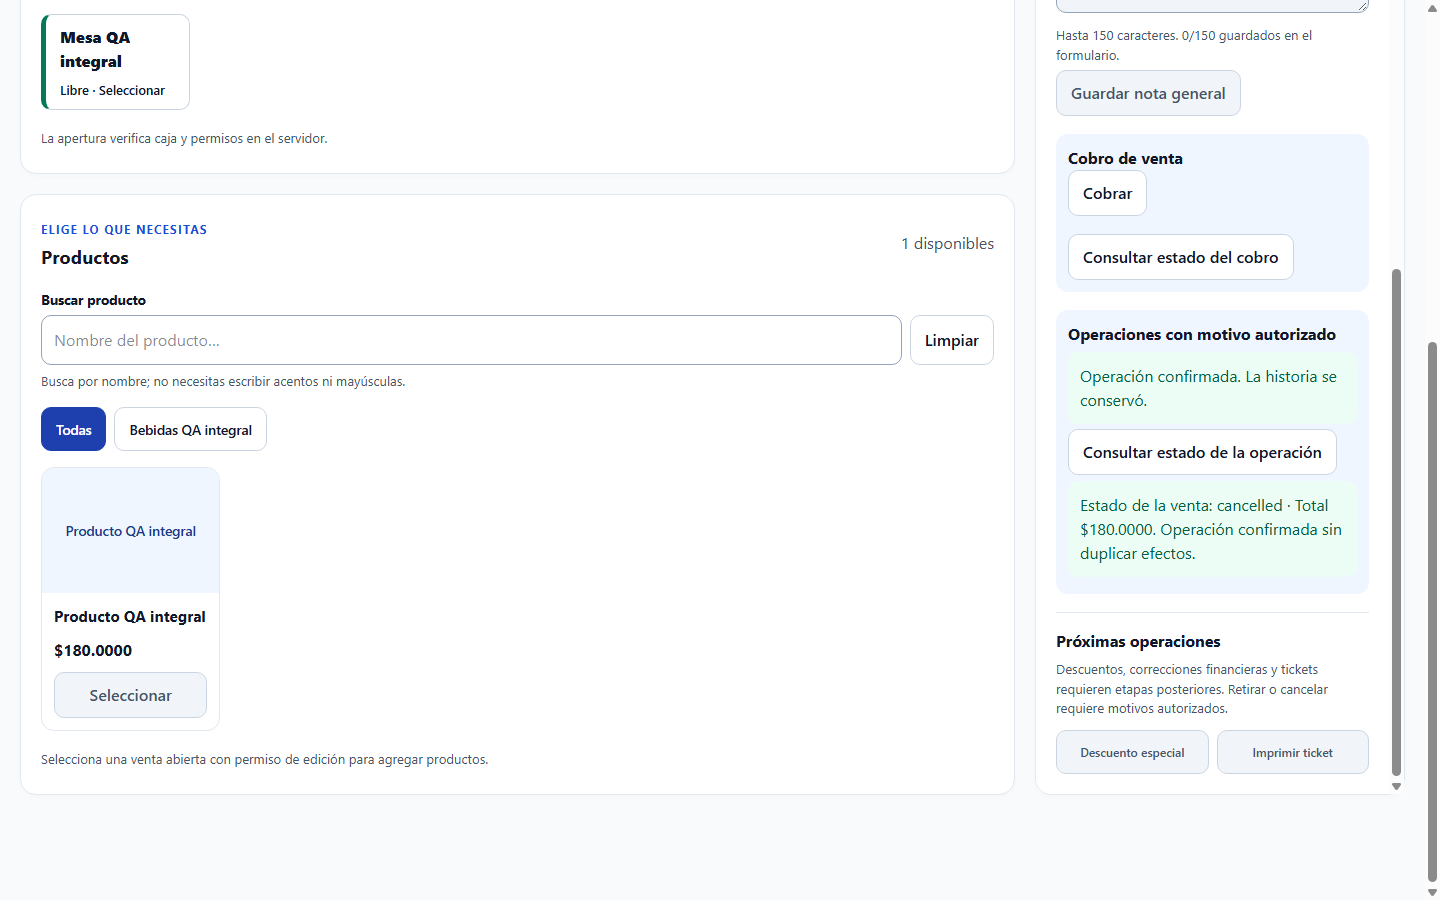 Mesa QA
integral
Libre · Seleccionar
La apertura verifica caja y permisos en el servidor.
ELIGE LO QUE NECESITAS
Productos
1 disponibles
Buscar producto
Nombre del producto...
Limpiar
Busca por nombre; no necesitas escribir acentos ni mayúsculas.
Todas
Bebidas QA integral
Producto QA integral
Producto QA integral
$180.0000
Seleccionar
Selecciona una venta abierta con permiso de edición para agregar productos.
Hasta 150 caracteres. 0/150 guardados en el
formulario.
Guardar nota general
Cobro de venta
Cobrar
Consultar estado del cobro
Operaciones con motivo autorizado
Operación confirmada. La historia se
conservó.
Consultar estado de la operación
Estado de la venta: cancelled · Total
$180.0000. Operación confirmada sin
duplicar efectos.
Próximas operaciones
Descuentos, correcciones financieras y tickets
requieren etapas posteriores. Retirar o cancelar
requiere motivos autorizados.
Descuento especial
Imprimir ticket